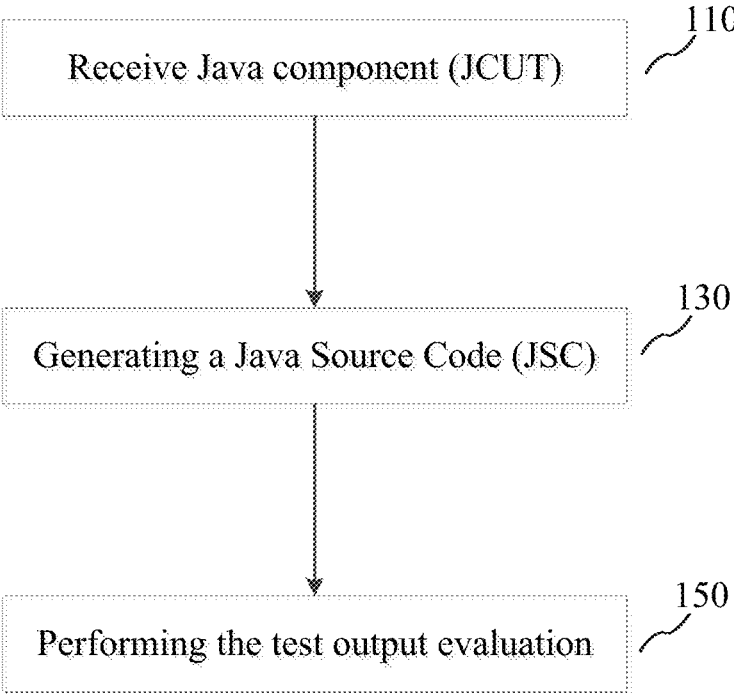 110
Receive Java component (JCUT)
130
Generating a Java Source Code (JSC)
150
Performing the test output evaluation